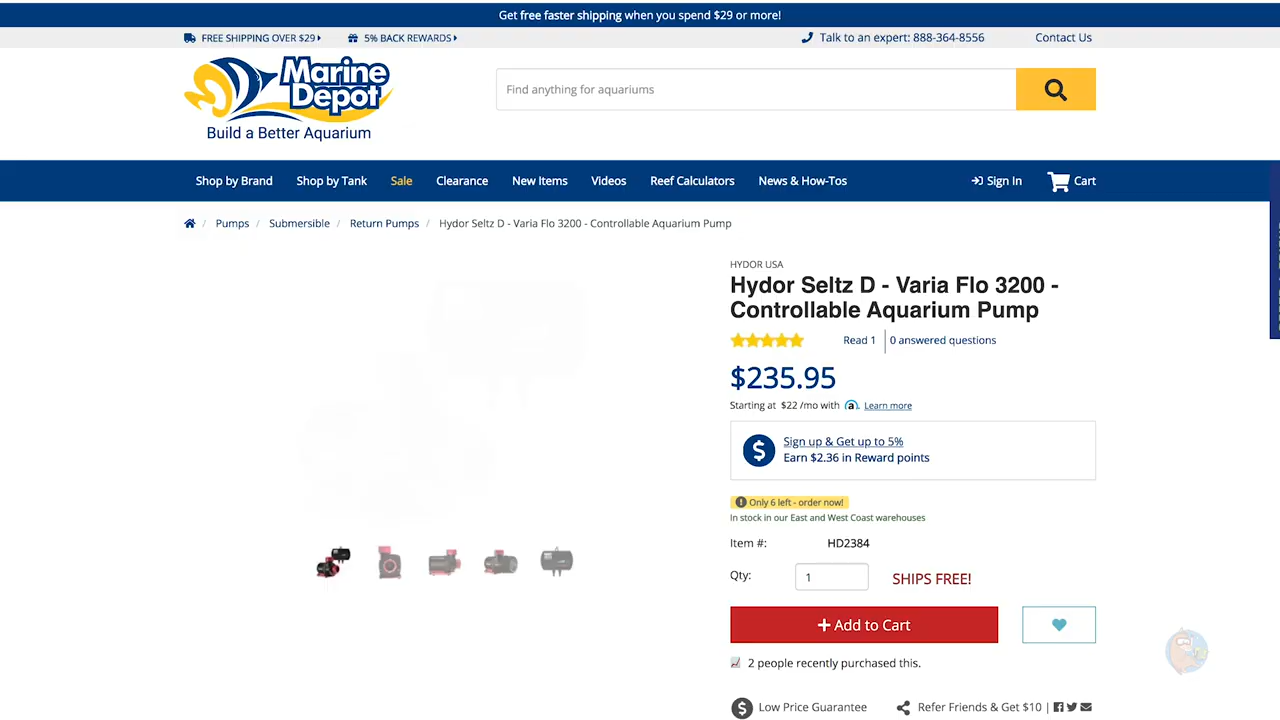 Get free faster shipping when you spend $29 or more!
FREE SHIPPING OVER $29
5% BACK REWARDS
Talk to an expert: 888-364-8556
Contact Us
Marine
Depot
Build a Better Aquarium
Find anything for aquariums
Shop by Brand
Shop by Tank
Sale
Clearance
New Items
Videos
Reef Calculators
News & How-Tos
Sign In
Cart
/ Pumps / Submersible / Return Pumps / Hydor Seltz D - Varia Flo 3200 - Controllable Aquarium Pump
HYDOR USA
Hydor Seltz D - Varia Flo 3200 -
Controllable Aquarium Pump
Read 1
0 answered questions
$235.95
Starting at $22 /mo with a. Learn more
Sign up & Get up to 5%
Earn $2.36 in Reward points
Only 6 left - order now!
In stock in our East and West Coast warehouses
Item #: HD2384
Qty: 1
SHIPS FREE!
+ Add to Cart
2 people recently purchased this.
Low Price Guarantee
Refer Friends & Get $10 |